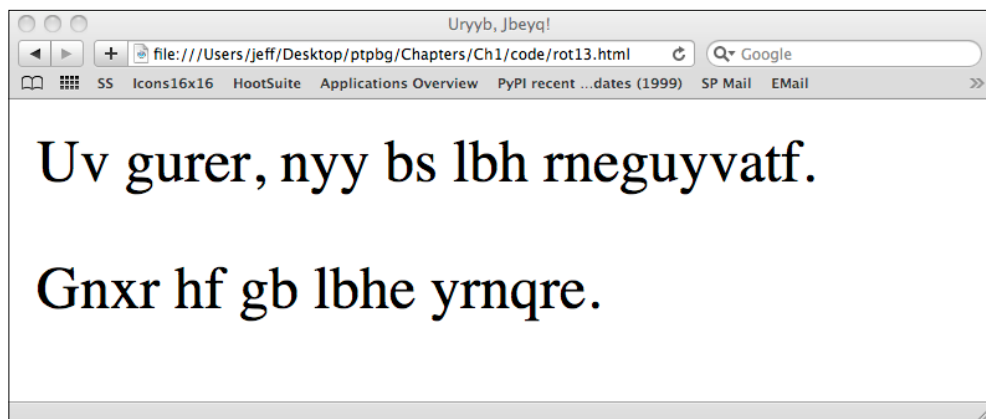 Uryyb, Jbeyq!
file:///Users/jeff/Desktop/ptpbg/Chapters/Ch1/code/rot13.html Google
SS Icons16x16 HootSuite Applications Overview PyPI recent ...dates (1999) SP Mail EMail
Uv gurer, nyy bs lbh rneguyvatf.
Gnxr hf gb lbhe yrnqre.